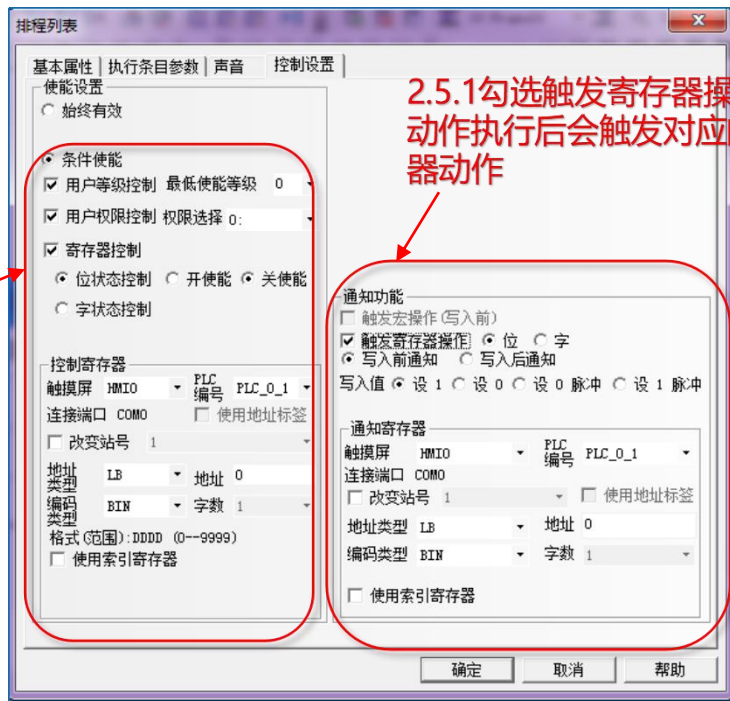 排程列表
基本属性 执行条目参数 声音 控制设置
使能设置
始终有效
2.5.1勾选触发寄存器操
动作执行后会触发对应
器动作
条件使能
用户等级控制 最低使能等级 0
用户权限控制 权限选择 0:
寄存器控制
位状态控制 开使能 关使能
字状态控制
控制寄存器
触摸屏 HMI0 PLC编号 PLC_0_1
连接端口 COM0 使用地址标签
改变站号 1
地址类型 LB 地址 0
编码类型 BIN 字数 1
格式(范围):DDDD (0--9999)
使用索引寄存器
通知功能
触发宏操作(写入前)
触发寄存器操作 位 字
写入前通知 写入后通知
写入值 设 1 设 0 设 0 脉冲 设 1 脉冲
通知寄存器
触摸屏 HMI0 PLC编号 PLC_0_1
连接端口 COM0
改变站号 1 使用地址标签
地址类型 LB 地址 0
编码类型 BIN 字数 1
使用索引寄存器
确定 取消 帮助